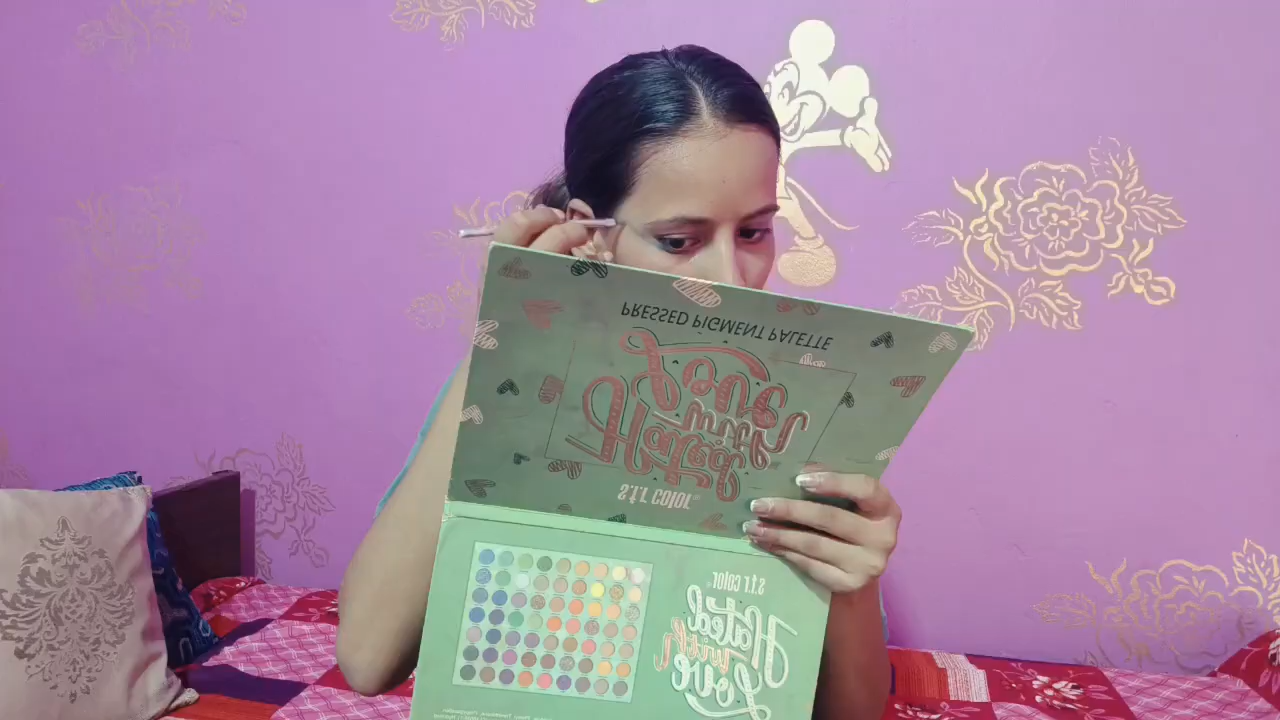 s.f.r color
Hated
with
Love
PRESSED PIGMENT PALETTE
s.f.r color
Hated
with
Love